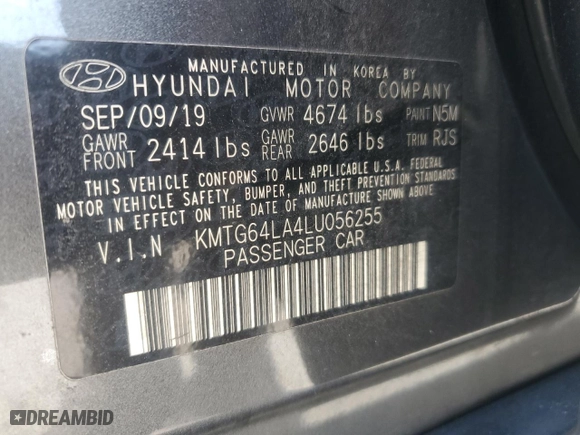 MANUFACTURED IN KOREA BY
HYUNDAI MOTOR COMPANY
SEP/09/19 GVWR 4674 lbs PAINT N5M
GAWR FRONT 2414 lbs GAWR REAR 2646 lbs TRIM RJS
THIS VEHICLE CONFORMS TO ALL APPLICABLE U.S.A. FEDERAL
MOTOR VEHICLE SAFETY, BUMPER, AND THEFT PREVENTION STANDARDS
IN EFFECT ON THE DATE OF MANUFACTURE SHOWN ABOVE.
V.I.N KMTG64LA4LU056255
PASSENGER CAR
DREAMBID